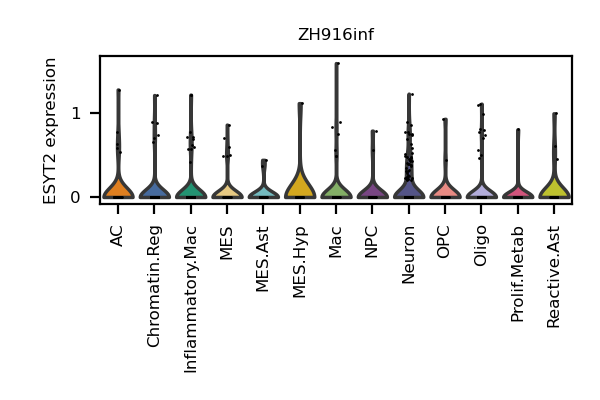 ZH916inf
ESYT2 expression
1
0
AC
Chromatin.Reg
Inflammatory.Mac
MES
MES.Ast
MES.Hyp
Mac
NPC
Neuron
OPC
Oligo
Prolif.Metab
Reactive.Ast